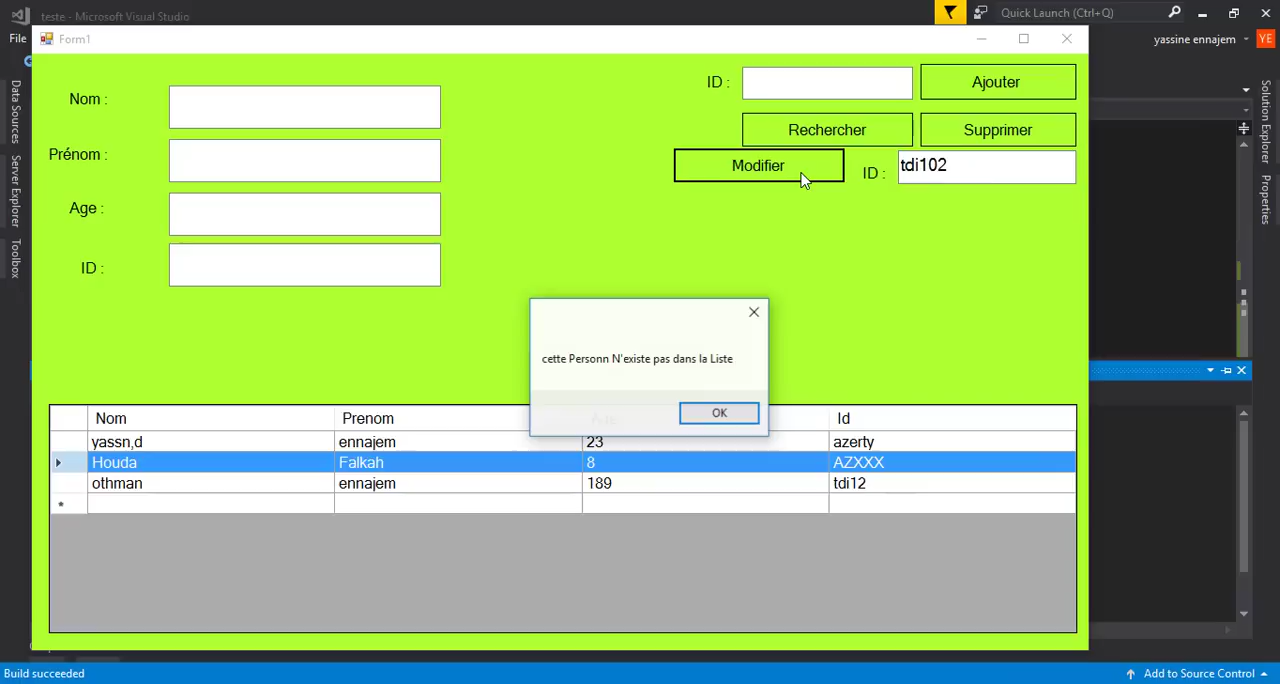 teste - Microsoft Visual Studio
Quick Launch (Ctrl+Q)
File
yassine ennajem
YE
Form1
Data Sources
Server Explorer
Toolbox
Solution Explorer
Properties
Nom :
Prénom :
Age :
ID :
ID :
Ajouter
Rechercher
Supprimer
Modifier
ID :
tdi102
cette Personn N'existe pas dans la Liste
OK
Nom Prenom Age Id
yassn,d ennajem 23 azerty
Houda Falkah 8 AZXXX
othman ennajem 189 tdi12
Build succeeded
Add to Source Control